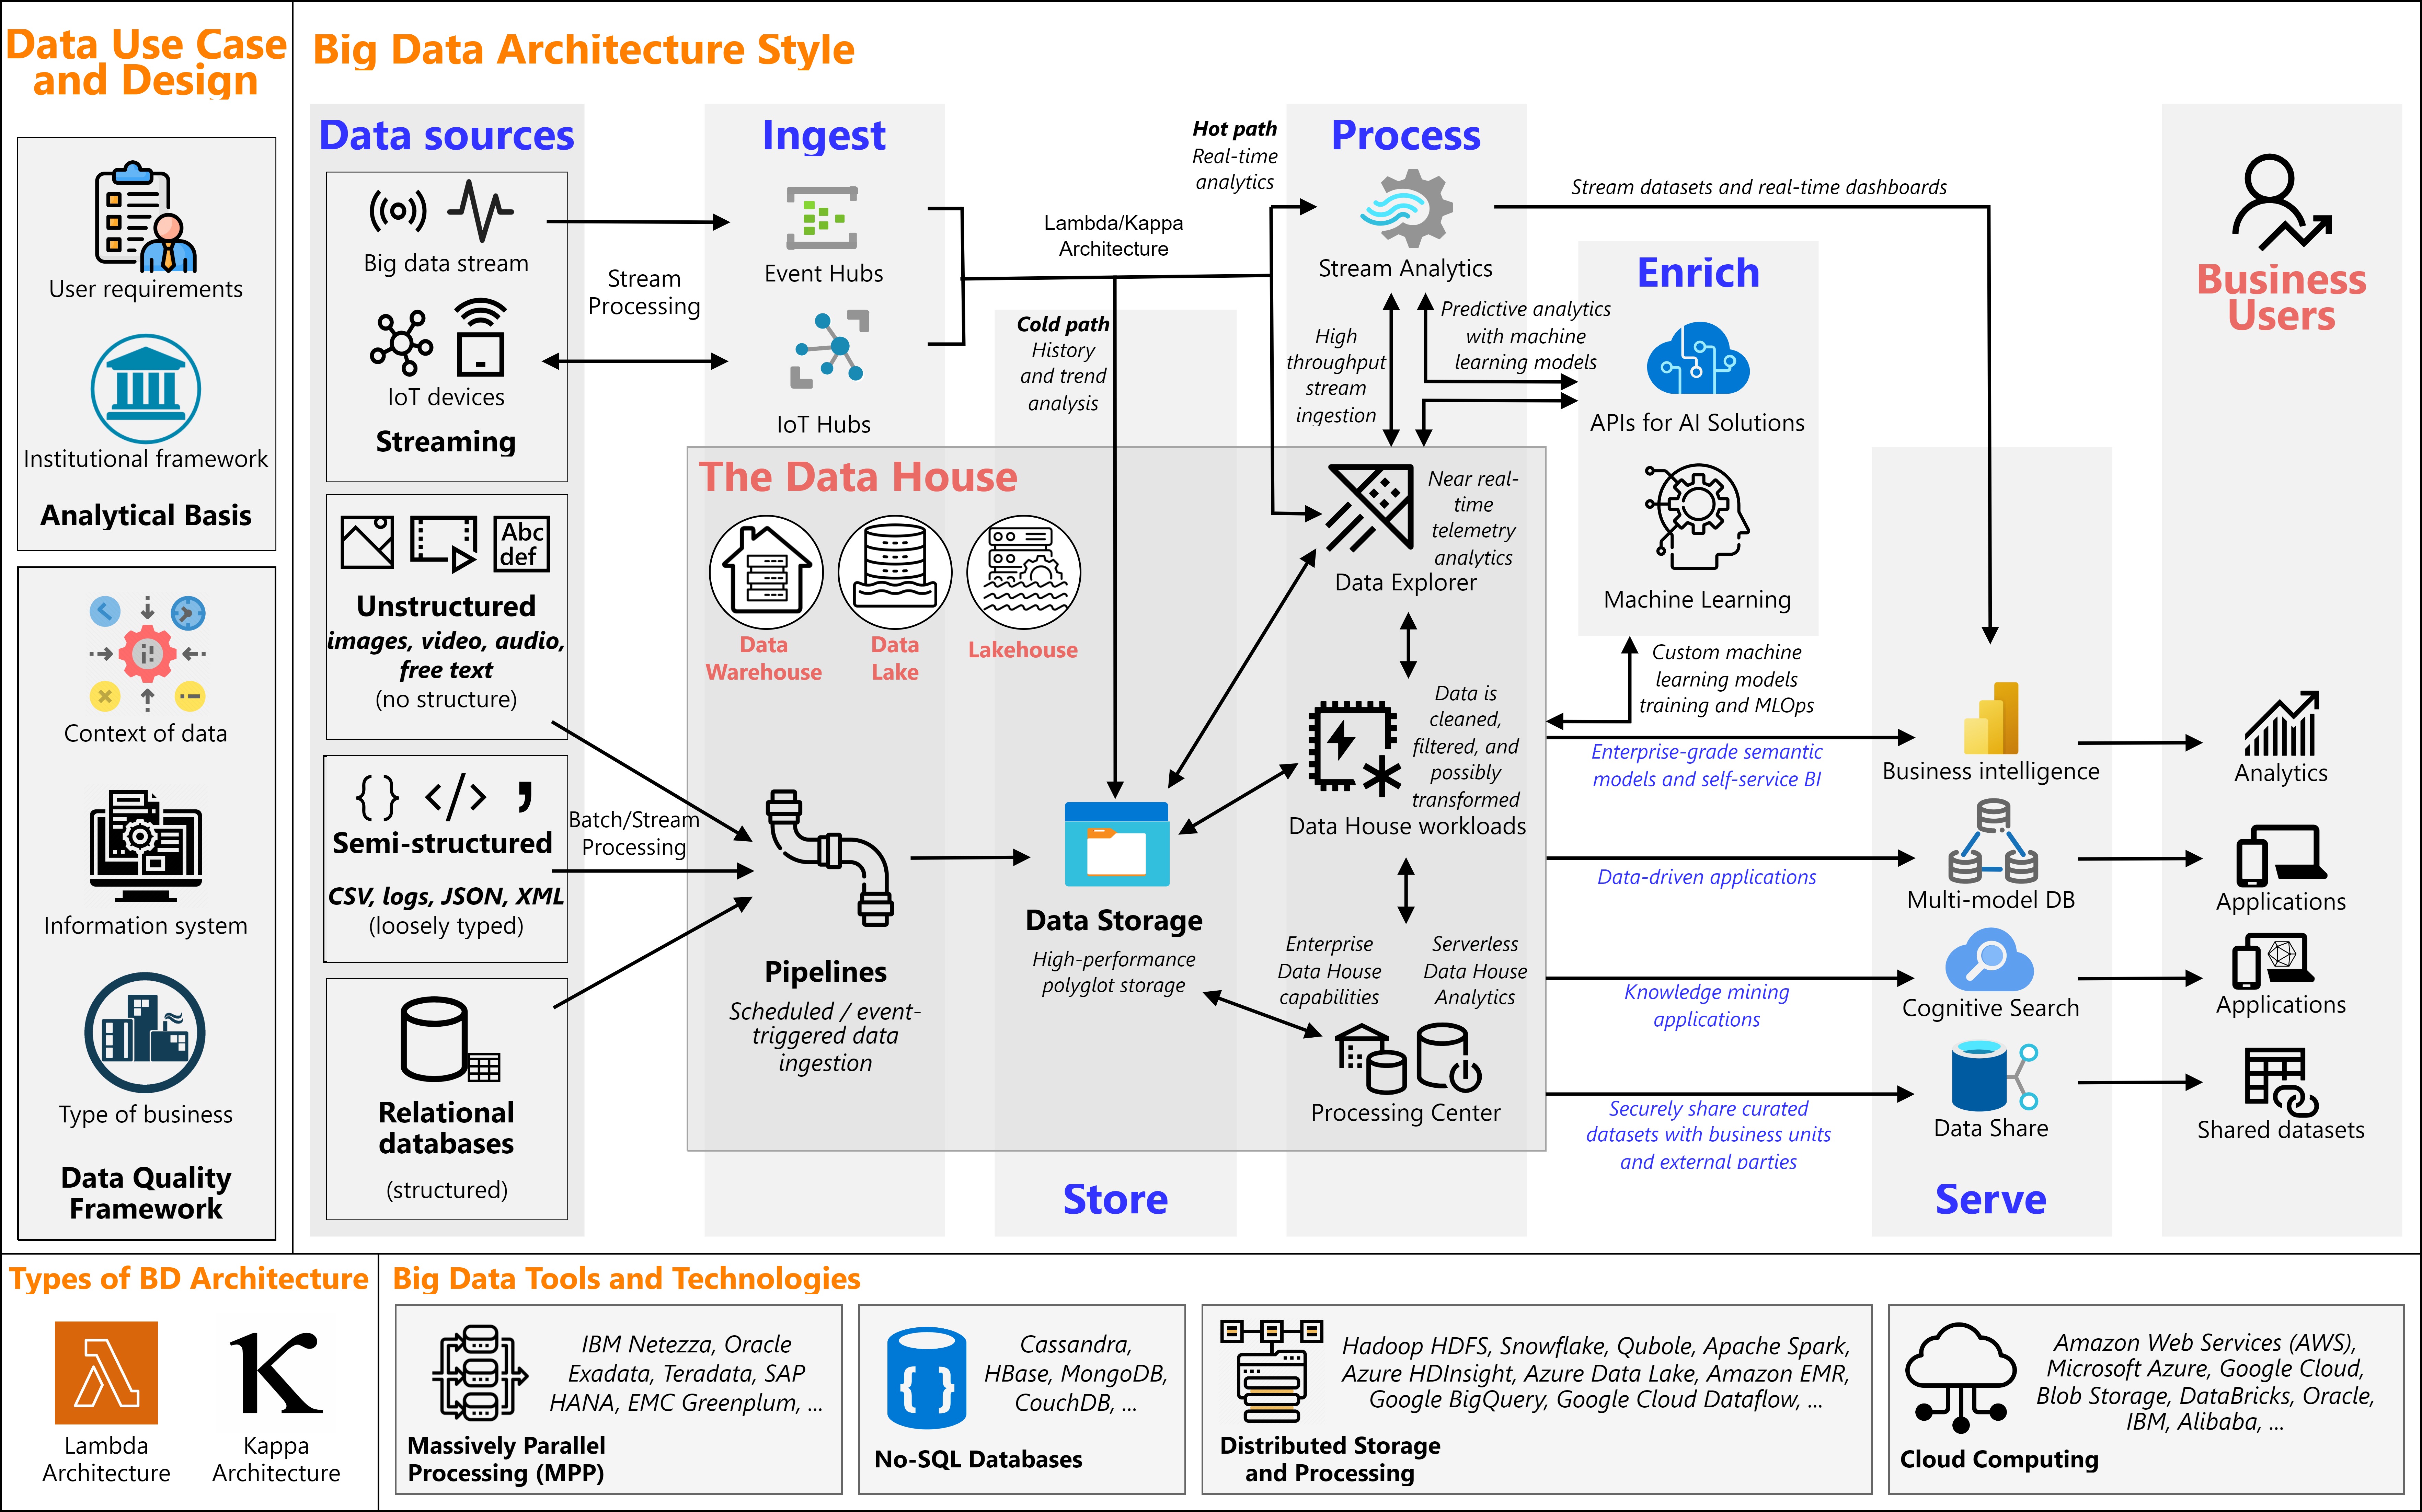 Data Use Case
and Design
User requirements
Institutional framework
Analytical Basis
Context of data
Information system
Type of business
Data Quality
Framework
Big Data Architecture Style
Data sources
Big data stream
IoT devices
Streaming
Abc
def
Unstructured
images, video, audio,
free text
(no structure)
{ } </> ,
Semi-structured
CSV, logs, JSON, XML
(loosely typed)
Relational
databases
(structured)
Stream
Processing
Batch/Stream
Processing
Ingest
Event Hubs
IoT Hubs
Lambda/Kappa
Architecture
Hot path
Real-time
analytics
Cold path
History
and trend
analysis
The Data House
Data
Warehouse
Data
Lake
Lakehouse
Pipelines
Scheduled / event-
triggered data
ingestion
Data Storage
High-performance
polyglot storage
Store
Process
Stream Analytics
High
throughput
stream
ingestion
Predictive analytics
with machine
learning models
Near real-
time
telemetry
analytics
Data Explorer
Data is
cleaned,
filtered, and
possibly
transformed
Data House workloads
Enterprise
Data House
capabilities
Serverless
Data House
Analytics
Processing Center
Stream datasets and real-time dashboards
Enrich
APIs for AI Solutions
Machine Learning
Custom machine
learning models
training and MLOps
Enterprise-grade semantic
models and self-service BI
Data-driven applications
Knowledge mining
applications
Securely share curated
datasets with business units
and external parties
Business intelligence
Multi-model DB
Cognitive Search
Data Share
Serve
Business
Users
Analytics
Applications
Applications
Shared datasets
Types of BD Architecture
Lambda
Architecture
Kappa
Architecture
Big Data Tools and Technologies
IBM Netezza, Oracle
Exadata, Teradata, SAP
HANA, EMC Greenplum, ...
Massively Parallel
Processing (MPP)
{ }
Cassandra,
HBase, MongoDB,
CouchDB, ...
No-SQL Databases
Hadoop HDFS, Snowflake, Qubole, Apache Spark,
Azure HDInsight, Azure Data Lake, Amazon EMR,
Google BigQuery, Google Cloud Dataflow, ...
Distributed Storage
and Processing
Amazon Web Services (AWS),
Microsoft Azure, Google Cloud,
Blob Storage, DataBricks, Oracle,
IBM, Alibaba, ...
Cloud Computing